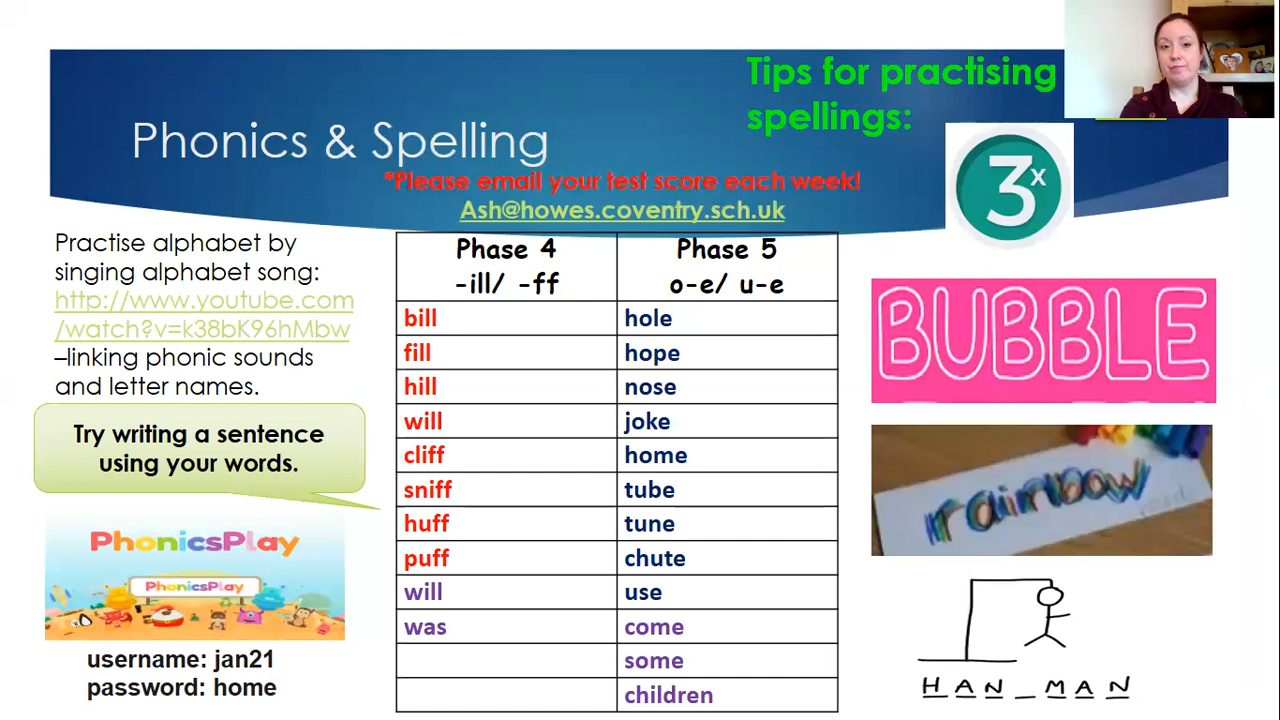 Tips for practising
spellings:
Phonics & Spelling
*Please email your test score each week!
Ash@howes.coventry.sch.uk
3x
Practise alphabet by
singing alphabet song:
http://www.youtube.com
/watch?v=k38bK96hMbw
–linking phonic sounds
and letter names.
Try writing a sentence
using your words.
PhonicsPlay
PhonicsPlay
username: jan21
password: home
Phase 4 Phase 5
-ill/ -ff o-e/ u-e
bill hole
fill hope
hill nose
will joke
cliff home
sniff tube
huff tune
puff chute
will use
was come
some
children
BUBBLE
rainbow
HAN_MAN